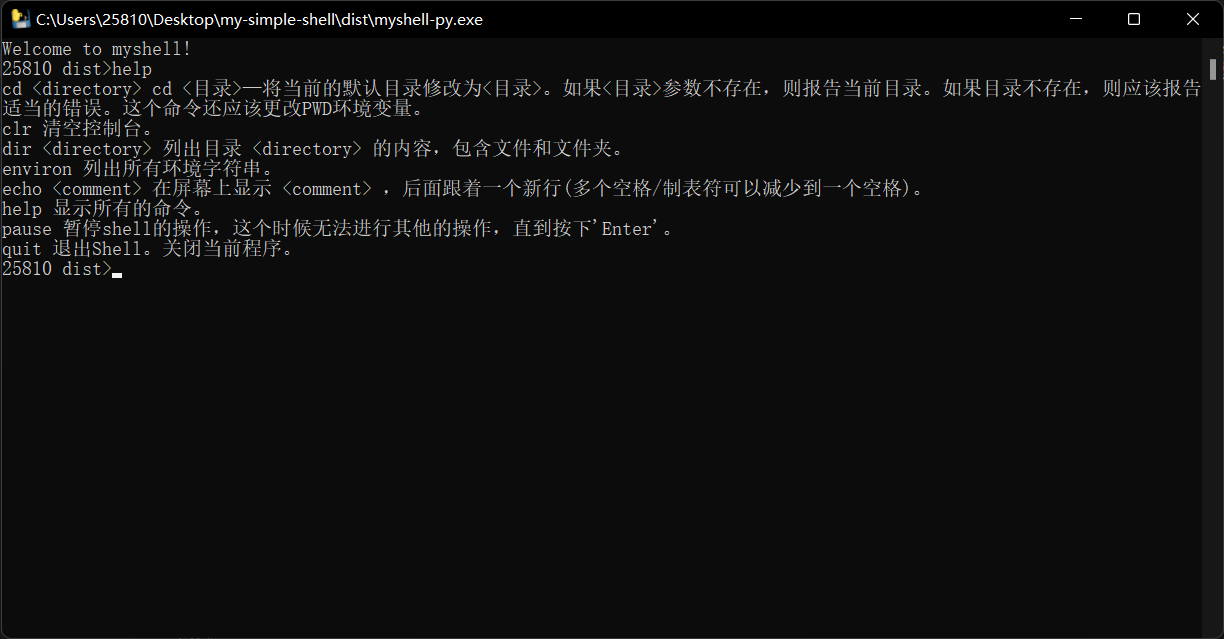 C:\Users\25810\Desktop\my-simple-shell\dist\myshell-py.exe
Welcome to myshell!
25810 dist>help
cd <directory> cd <目录>—将当前的默认目录修改为<目录>。如果<目录>参数不存在，则报告当前目录。如果目录不存在，则应该报告
适当的错误。这个命令还应该更改PWD环境变量。
clr 清空控制台。
dir <directory> 列出目录 <directory> 的内容，包含文件和文件夹。
environ 列出所有环境字符串。
echo <comment> 在屏幕上显示 <comment> ，后面跟着一个新行(多个空格/制表符可以减少到一个空格)。
help 显示所有的命令。
pause 暂停shell的操作，这个时候无法进行其他的操作，直到按下'Enter'。
quit 退出Shell。关闭当前程序。
25810 dist>